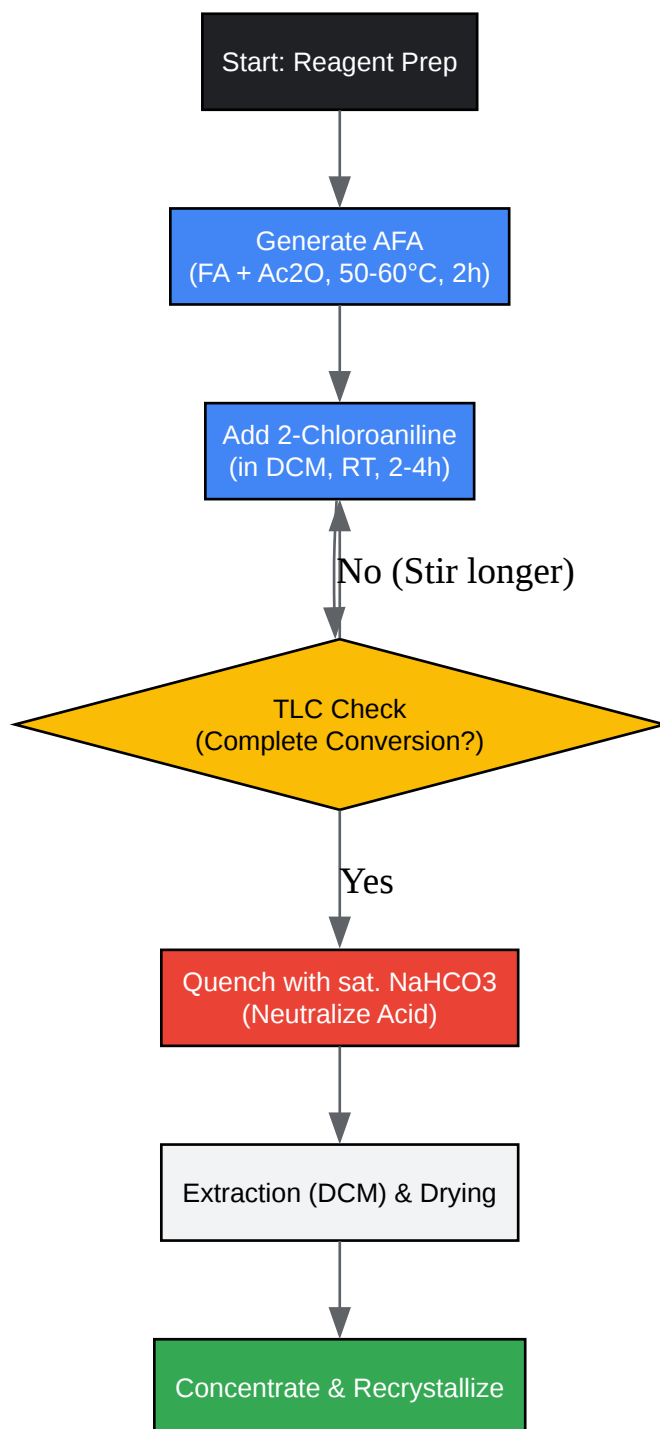 Start: Reagent Prep
Generate AFA
(FA + Ac2O, 50-60°C, 2h)
Add 2-Chloroaniline
(in DCM, RT, 2-4h)
No (Stir longer)
TLC Check
(Complete Conversion?)
Yes
Quench with sat. NaHCO3
(Neutralize Acid)
Extraction (DCM) & Drying
Concentrate & Recrystallize